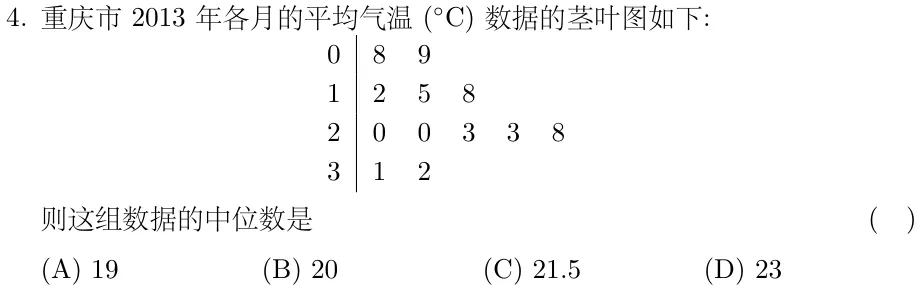 4. 重庆市 2013 年各月的平均气温 (°C) 数据的茎叶图如下:
0 | 8 9
1 | 2 5 8
2 | 0 0 3 3 8
3 | 1 2
则这组数据的中位数是 ( )
(A) 19 (B) 20 (C) 21.5 (D) 23